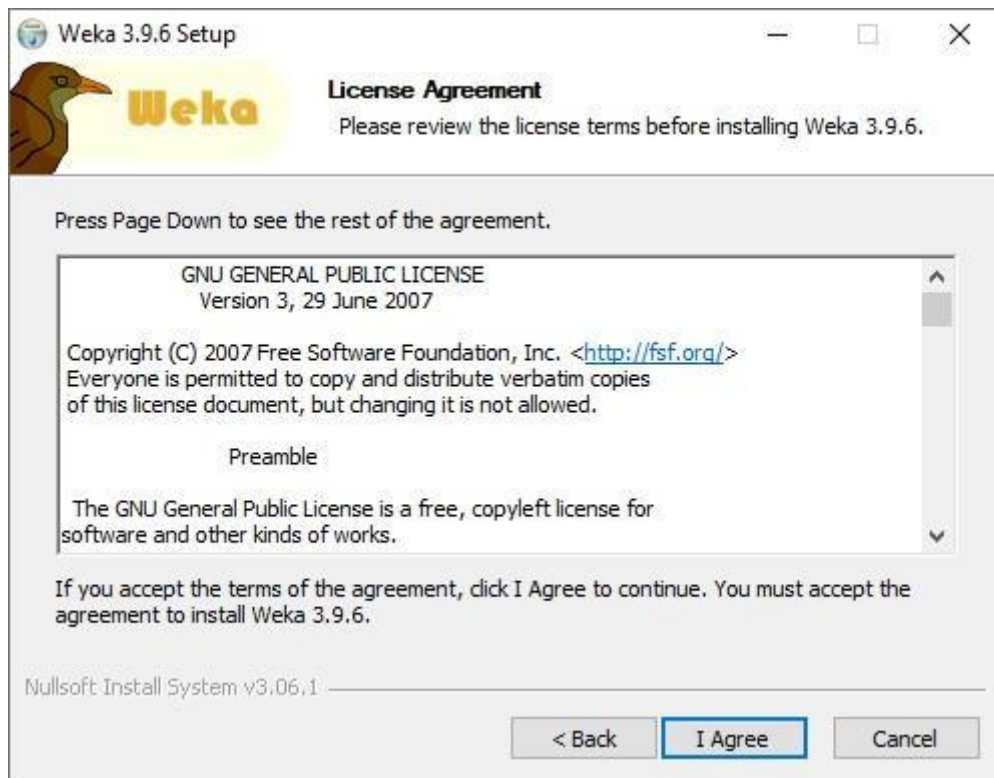 Weka 3.9.6 Setup
Weka
License Agreement
Please review the license terms before installing Weka 3.9.6.
Press Page Down to see the rest of the agreement.
GNU GENERAL PUBLIC LICENSE
Version 3, 29 June 2007
Copyright (C) 2007 Free Software Foundation, Inc. <http://fsf.org/>
Everyone is permitted to copy and distribute verbatim copies
of this license document, but changing it is not allowed.
Preamble
The GNU General Public License is a free, copyleft license for
software and other kinds of works.
If you accept the terms of the agreement, click I Agree to continue. You must accept the
agreement to install Weka 3.9.6.
Nullsoft Install System v3.06.1
< Back
I Agree
Cancel